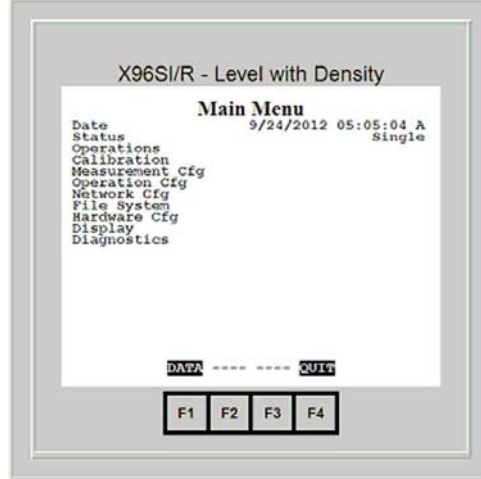 X96SI/R - Level with Density
Main Menu
Date 9/24/2012 05:05:04 A
Status Single
Operations
Calibration
Measurement Cfg
Operation Cfg
Network Cfg
File System
Hardware Cfg
Display
Diagnostics
DATA ---- ---- QUIT
F1 F2 F3 F4